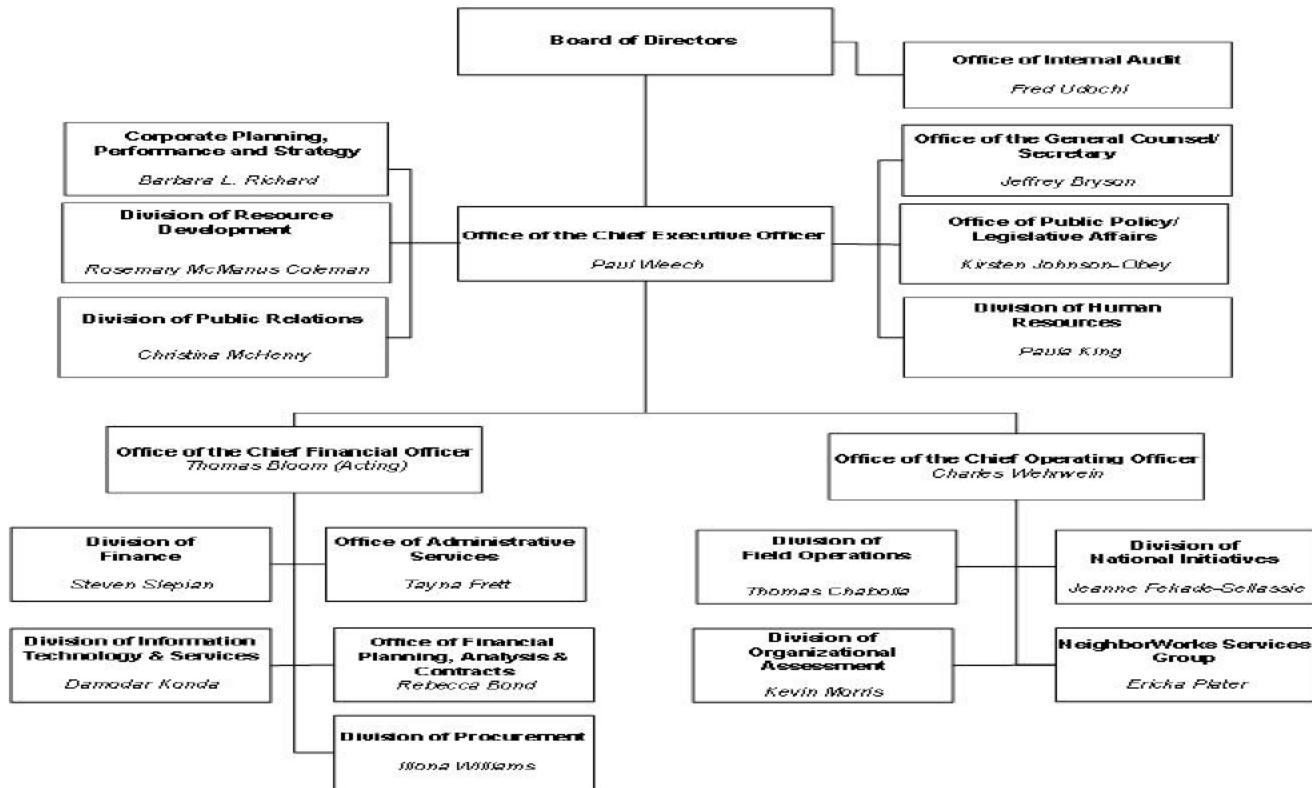 Board of Directors
Office of Internal Audit
Fred Udochi
Corporate Planning,
Performance and Strategy
Barbara L. Richard
Office of the General Counsel/
Secretary
Jeffrey Bryson
Division of Resource
Development
Rosemary McManus Coleman
Office of the Chief Executive Officer
Paul Weech
Office of Public Policy/
Legislative Affairs
Kirsten Johnson-Obey
Division of Public Relations
Christina McHenry
Division of Human
Resources
Paula King
Office of the Chief Financial Officer
Thomas Bloom (Acting)
Office of the Chief Operating Officer
Charles Wehrwein
Division of
Finance
Steven Slepian
Office of Administrative
Services
Tayna Frett
Division of
Field Operations
Thomas Chabolla
Division of
National Initiatives
Jeanne Fekade-Sellassie
Division of Information
Technology & Services
Damodar Konda
Office of Financial
Planning, Analysis &
Contracts
Rebecca Bond
Division of
Organizational
Assessment
Kevin Morris
NeighborWorks Services
Group
Ericka Plater
Division of Procurement
Williams